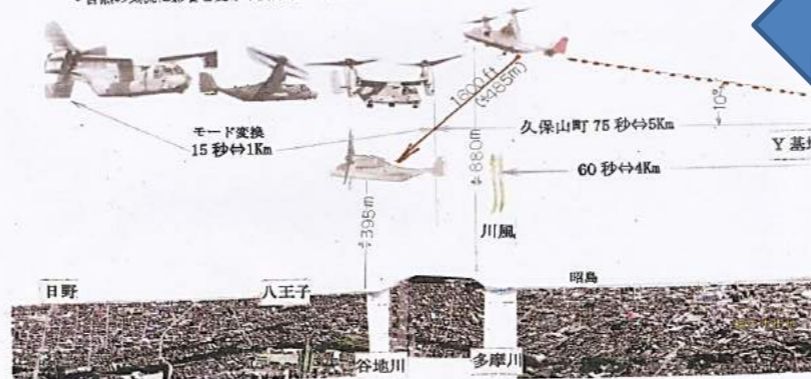 モード変換
15 秒⇔1Km
1600 ft
(≒485m)
≒395m
≒880m
久保山町 75 秒⇔5Km
10°
Y 基地
60 秒⇔4Km
川風
日野
八王子
昭島
谷地川
多摩川